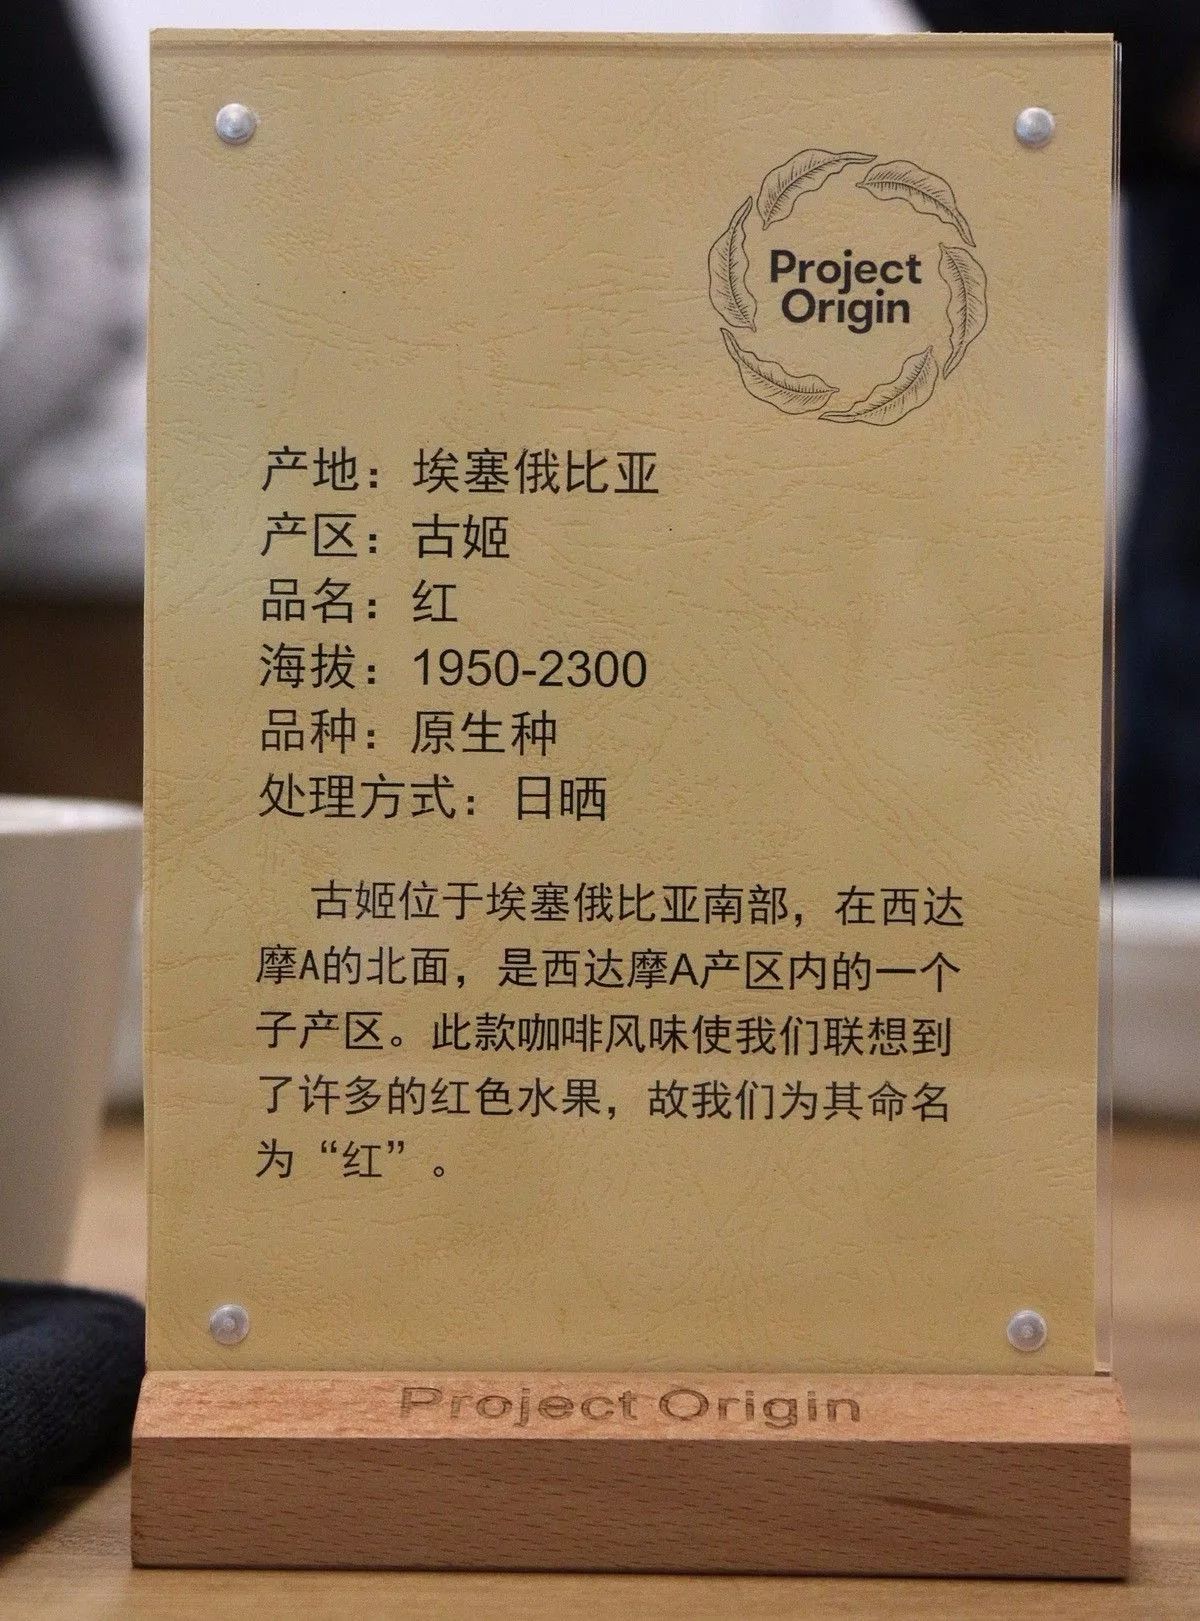 Project
Origin
产地：埃塞俄比亚
产区：古姬
品名：红
海拔：1950-2300
品种：原生种
处理方式：日晒
古姬位于埃塞俄比亚南部，在西达
摩A的北面，是西达摩A产区内的一个
子产区。此款咖啡风味使我们联想到
了许多的红色水果，故我们为其命名
为“红”。
Project Origin